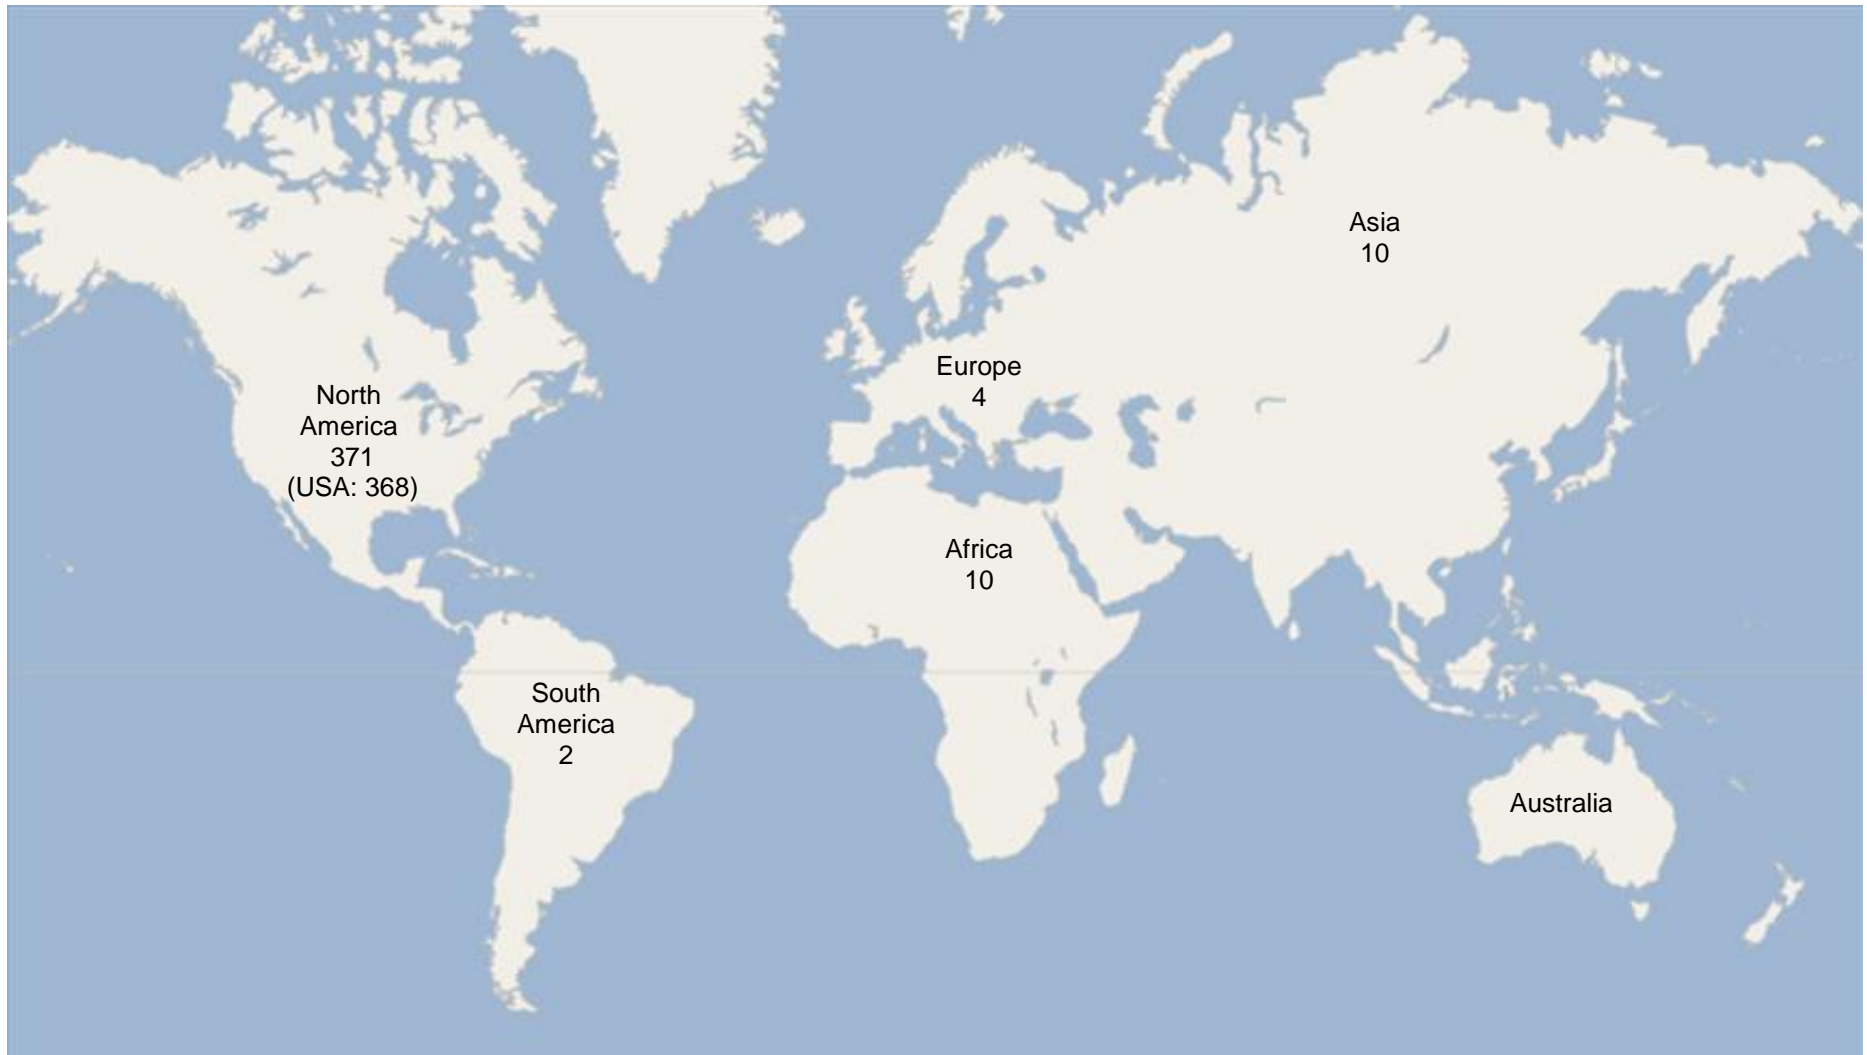 Asia
10
Europe
4
North
America
371
(USA: 368)
Africa
10
South
America
2
Australia